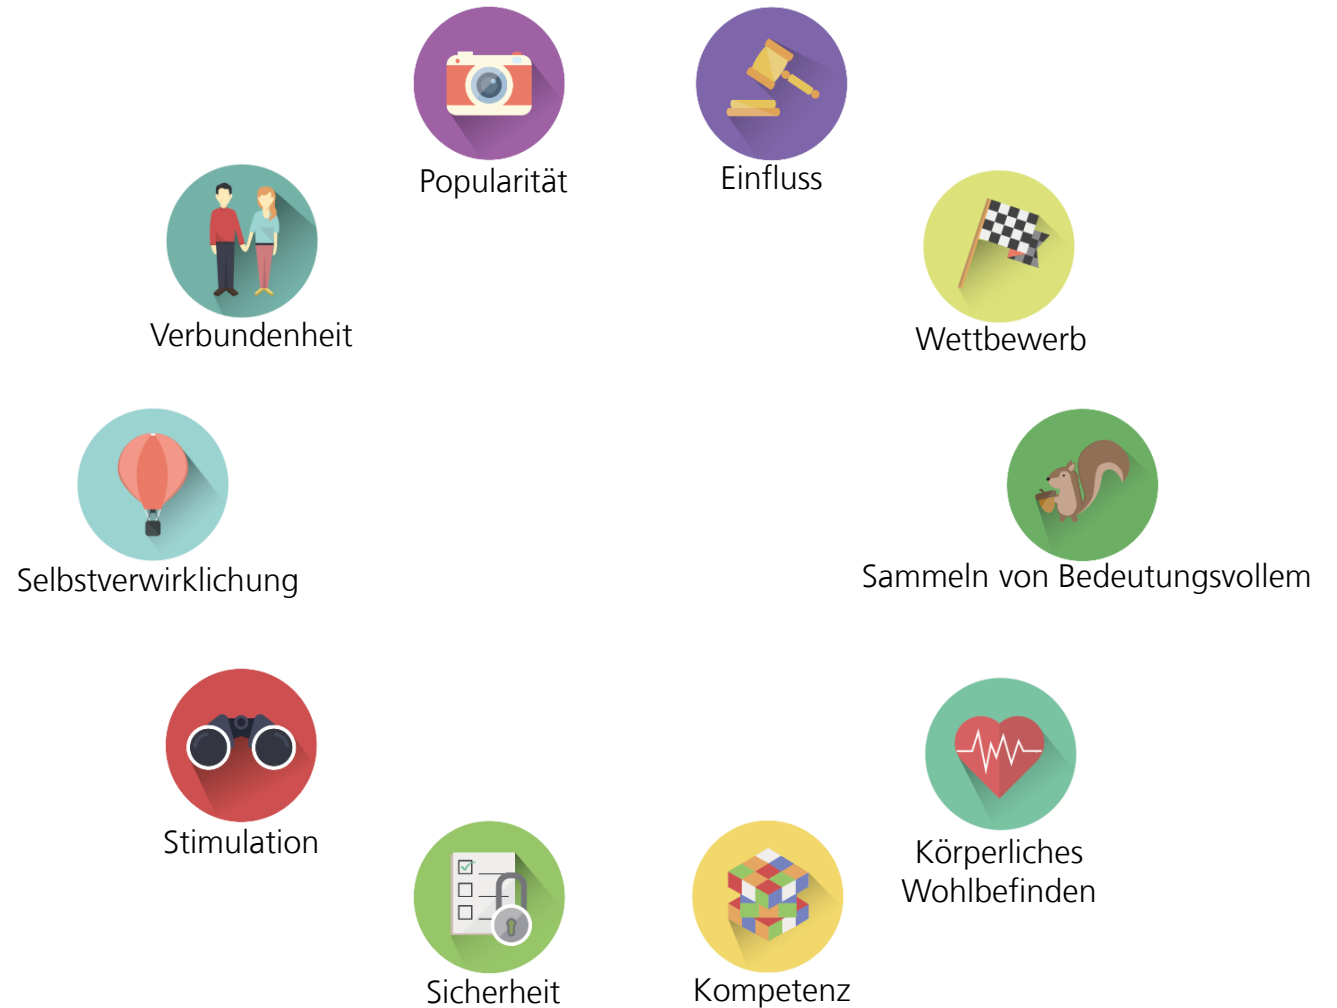 Popularität
Einfluss
Verbundenheit
Wettbewerb
Selbstverwirklichung
Sammeln von Bedeutungsvollem
Stimulation
Körperliches
Wohlbefinden
Sicherheit
Kompetenz